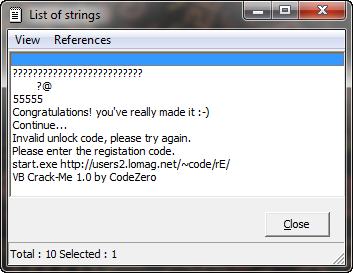 List of strings
View References
??????????????????????????
?@
55555
Congratulations! you've really made it :-)
Continue...
Invalid unlock code, please try again.
Please enter the registation code.
start.exe http://users2.lomag.net/~code/rE/
VB Crack-Me 1.0 by CodeZero
Close
Total : 10 Selected : 1